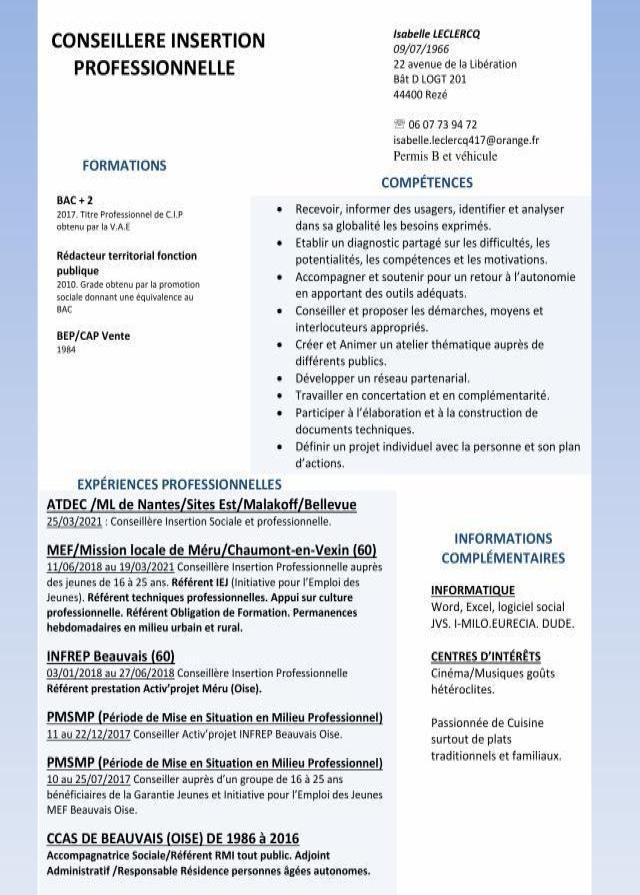 CONSEILLERE INSERTION
PROFESSIONNELLE
Isabelle LECLERCQ
09/07/1966
22 avenue de la Libération
Bât D LOGT 201
44400 Rezé
☏ 06 07 73 94 72
isabelle.leclercq417@orange.fr
Permis B et véhicule
FORMATIONS
BAC + 2
2017. Titre Professionnel de C.I.P
obtenu par la V.A.E
Rédacteur territorial fonction
publique
2010. Grade obtenu par la promotion
sociale donnant une équivalence au
BAC
BEP/CAP Vente
1984
COMPÉTENCES
• Recevoir, informer des usagers, identifier et analyser
dans sa globalité les besoins exprimés.
• Etablir un diagnostic partagé sur les difficultés, les
potentialités, les compétences et les motivations.
• Accompagner et soutenir pour un retour à l'autonomie
en apportant des outils adéquats.
• Conseiller et proposer les démarches, moyens et
interlocuteurs appropriés.
• Créer et Animer un atelier thématique auprès de
différents publics.
• Développer un réseau partenarial.
• Travailler en concertation et en complémentarité.
• Participer à l'élaboration et à la construction de
documents techniques.
• Définir un projet individuel avec la personne et son plan
d'actions.
EXPÉRIENCES PROFESSIONNELLES
ATDEC /ML de Nantes/Sites Est/Malakoff/Bellevue
25/03/2021 : Conseillère Insertion Sociale et professionnelle.
MEF/Mission locale de Méru/Chaumont-en-Vexin (60)
11/06/2018 au 19/03/2021 Conseillère Insertion Professionnelle auprès
des jeunes de 16 à 25 ans. Référent IEJ (Initiative pour l'Emploi des
Jeunes). Référent techniques professionnelles. Appui sur culture
professionnelle. Référent Obligation de Formation. Permanences
hebdomadaires en milieu urbain et rural.
INFREP Beauvais (60)
03/01/2018 au 27/06/2018 Conseillère Insertion Professionnelle
Référent prestation Activ'projet Méru (Oise).
PMSMP (Période de Mise en Situation en Milieu Professionnel)
11 au 22/12/2017 Conseiller Activ'projet INFREP Beauvais Oise.
PMSMP (Période de Mise en Situation en Milieu Professionnel)
10 au 25/07/2017 Conseiller auprès d'un groupe de 16 à 25 ans
bénéficiaires de la Garantie Jeunes et Initiative pour l'Emploi des Jeunes
MEF Beauvais Oise.
CCAS DE BEAUVAIS (OISE) DE 1986 à 2016
Accompagnatrice Sociale/Référent RMI tout public. Adjoint
Administratif /Responsable Résidence personnes âgées autonomes.
INFORMATIONS
COMPLÉMENTAIRES
INFORMATIQUE
Word, Excel, logiciel social
JVS. I-MILO.EURECIA. DUDE.
CENTRES D'INTÉRÊTS
Cinéma/Musiques goûts
hétéroclites.
Passionnée de Cuisine
surtout de plats
traditionnels et familiaux.